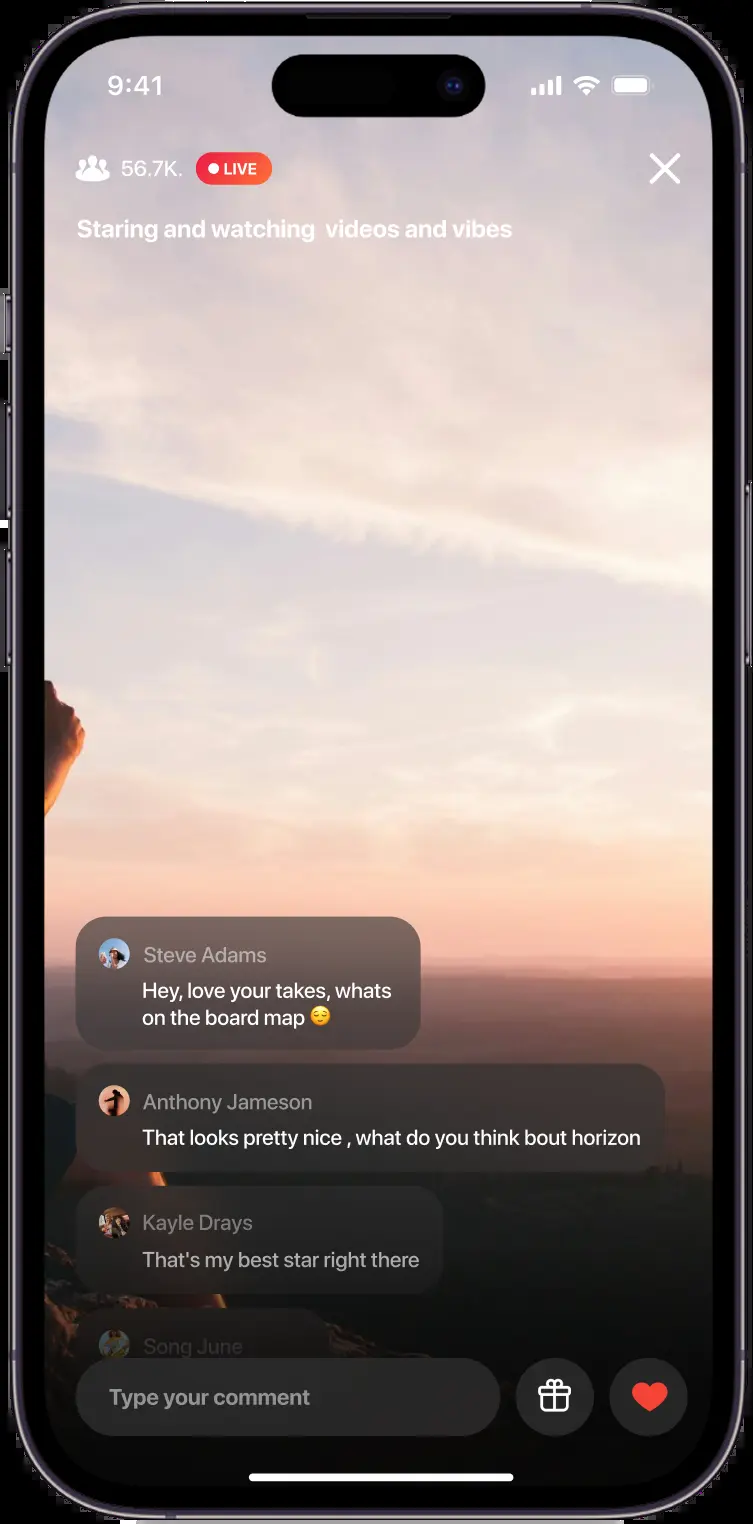 9:41
56.7K.
LIVE
Staring and watching videos and vibes
Steve Adams
Hey, love your takes, whats
on the board map 😌
Anthony Jameson
That looks pretty nice , what do you think bout horizon
Kayle Drays
That's my best star right there
Song June
Type your comment